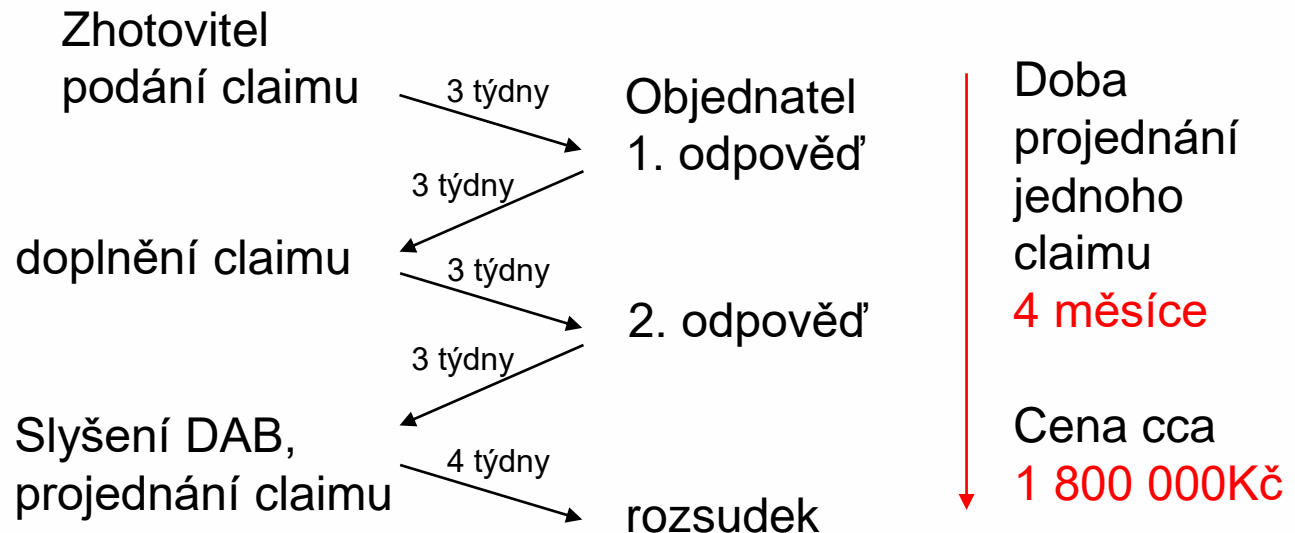 Zhotovitel
podání claimu
3 týdny
Objednatel
1. odpověď
3 týdny
doplnění claimu
3 týdny
2. odpověď
3 týdny
Slyšení DAB,
projednání claimu
4 týdny
rozsudek
Doba
projednání
jednoho
claimu
4 měsíce
Cena cca
1 800 000Kč